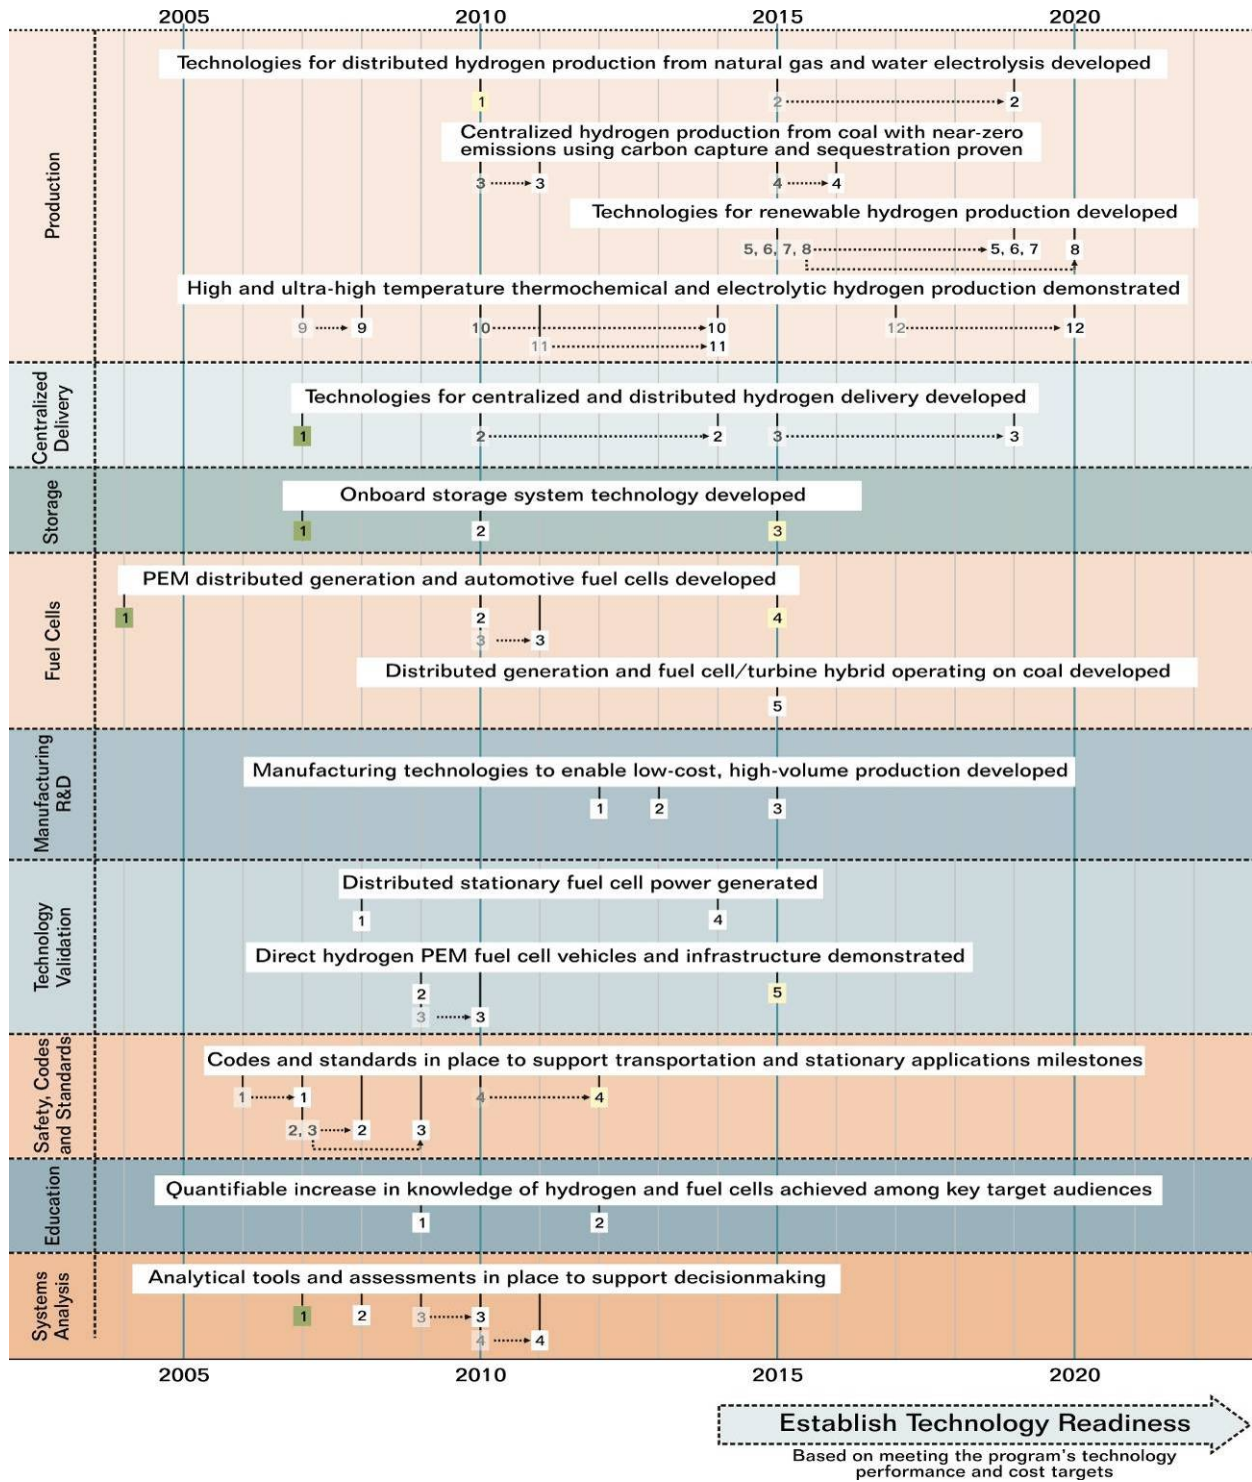 2005 2010 2015 2020
Production
Technologies for distributed hydrogen production from natural gas and water electrolysis developed
1 2 2
Centralized hydrogen production from coal with near-zero
emissions using carbon capture and sequestration proven
3 3 4 4
Technologies for renewable hydrogen production developed
5, 6, 7, 8 5, 6, 7 8
High and ultra-high temperature thermochemical and electrolytic hydrogen production demonstrated
9 9 10 10 12 12
11 11
Centralized
Delivery
Technologies for centralized and distributed hydrogen delivery developed
1 2 2 3 3
Storage
Onboard storage system technology developed
1 2 3
Fuel Cells
PEM distributed generation and automotive fuel cells developed
1 2 4
3 3
Distributed generation and fuel cell/turbine hybrid operating on coal developed
5
Manufacturing
R&D
Manufacturing technologies to enable low-cost, high-volume production developed
1 2 3
Technology
Validation
Distributed stationary fuel cell power generated
1 4
Direct hydrogen PEM fuel cell vehicles and infrastructure demonstrated
2 5
3 3
Safety, Codes
and Standards
Codes and standards in place to support transportation and stationary applications milestones
1 1 4 4
2, 3 2 3
Education
Quantifiable increase in knowledge of hydrogen and fuel cells achieved among key target audiences
1 2
Systems
Analysis
Analytical tools and assessments in place to support decisionmaking
1 2 3 3
4 4
2005 2010 2015 2020
Establish Technology Readiness
Based on meeting the program's technology
performance and cost targets